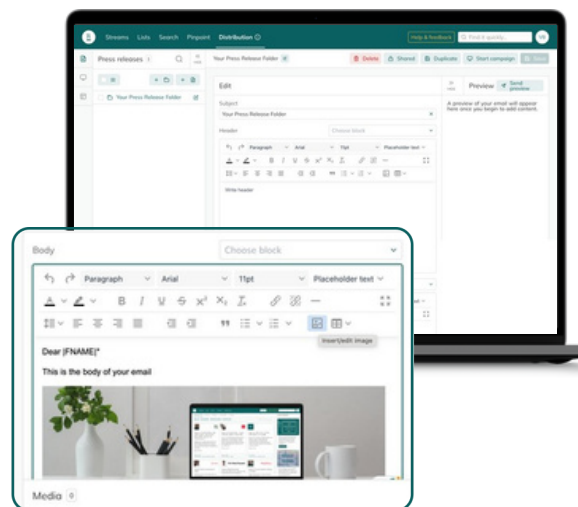 Streams Lists Search Pinpoint Distribution
Help & feedback
Find it quickly...
Press releases
Your Press Release Folder
Delete
Shared
Duplicate
Start campaign
Your Press Release Folder
Edit
Subject
Your Press Release Folder
Header
Choose block
Paragraph Arial 11pt Placeholder text
Write header
Preview
Send preview
A preview of your email will appear
here once you begin to add content.
Body
Choose block
Paragraph Arial 11pt Placeholder text
Insert/edit image
Dear |FNAME|*
This is the body of your email
Media 0